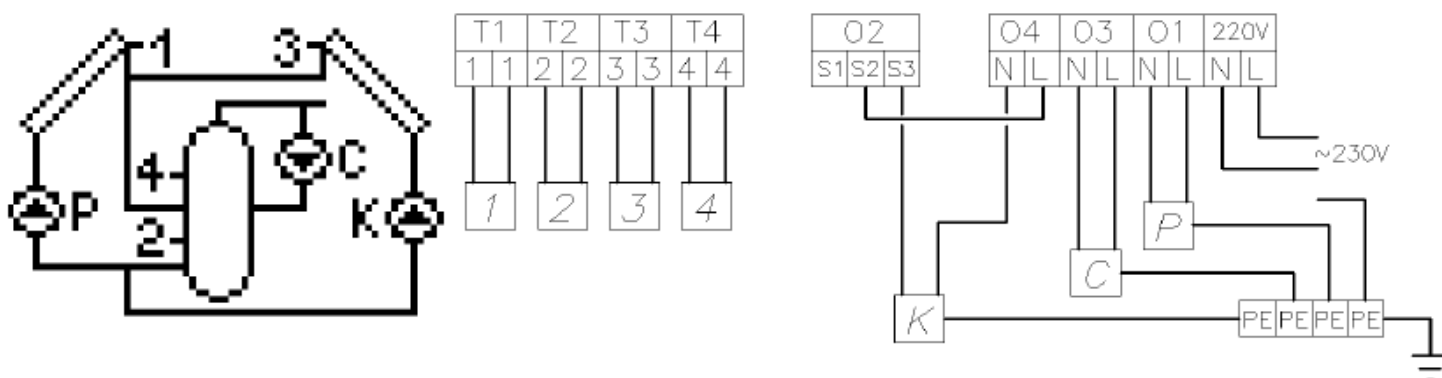 1 3
4 C
P 2 K
T1 T2 T3 T4
1 1 2 2 3 3 4 4
1 2 3 4
O2 O4 O3 O1 220V
S1 S2 S3 N L N L N L N L
~230V
P
C
K PE PE PE PE